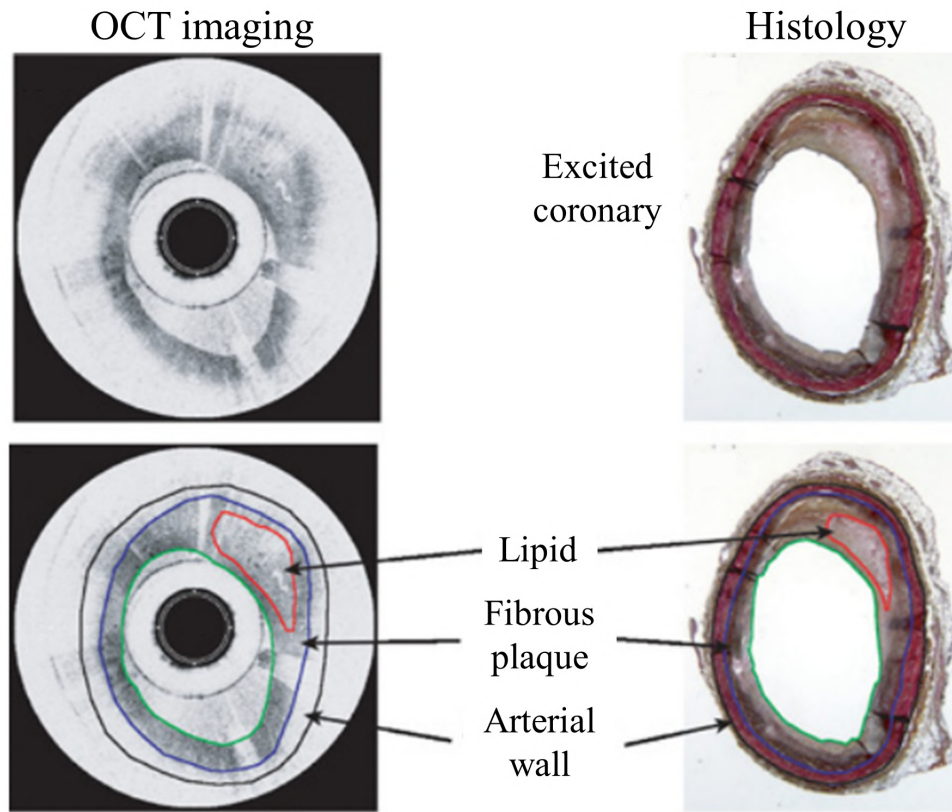 OCT imaging
Histology
Excited
coronary
Lipid
Fibrous
plaque
Arterial
wall